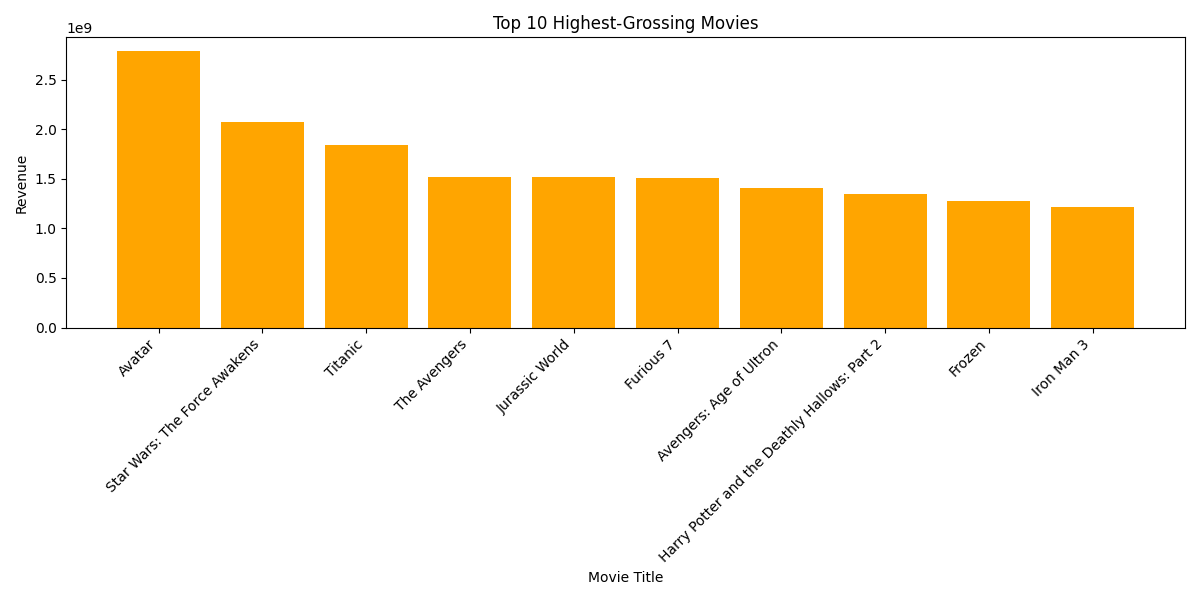 Top 10 Highest-Grossing Movies
1e9
2.5
2.0
1.5
1.0
0.5
0.0
Revenue
Avatar
Star Wars: The Force Awakens
Titanic
The Avengers
Jurassic World
Furious 7
Avengers: Age of Ultron
Harry Potter and the Deathly Hallows: Part 2
Frozen
Iron Man 3
Movie Title